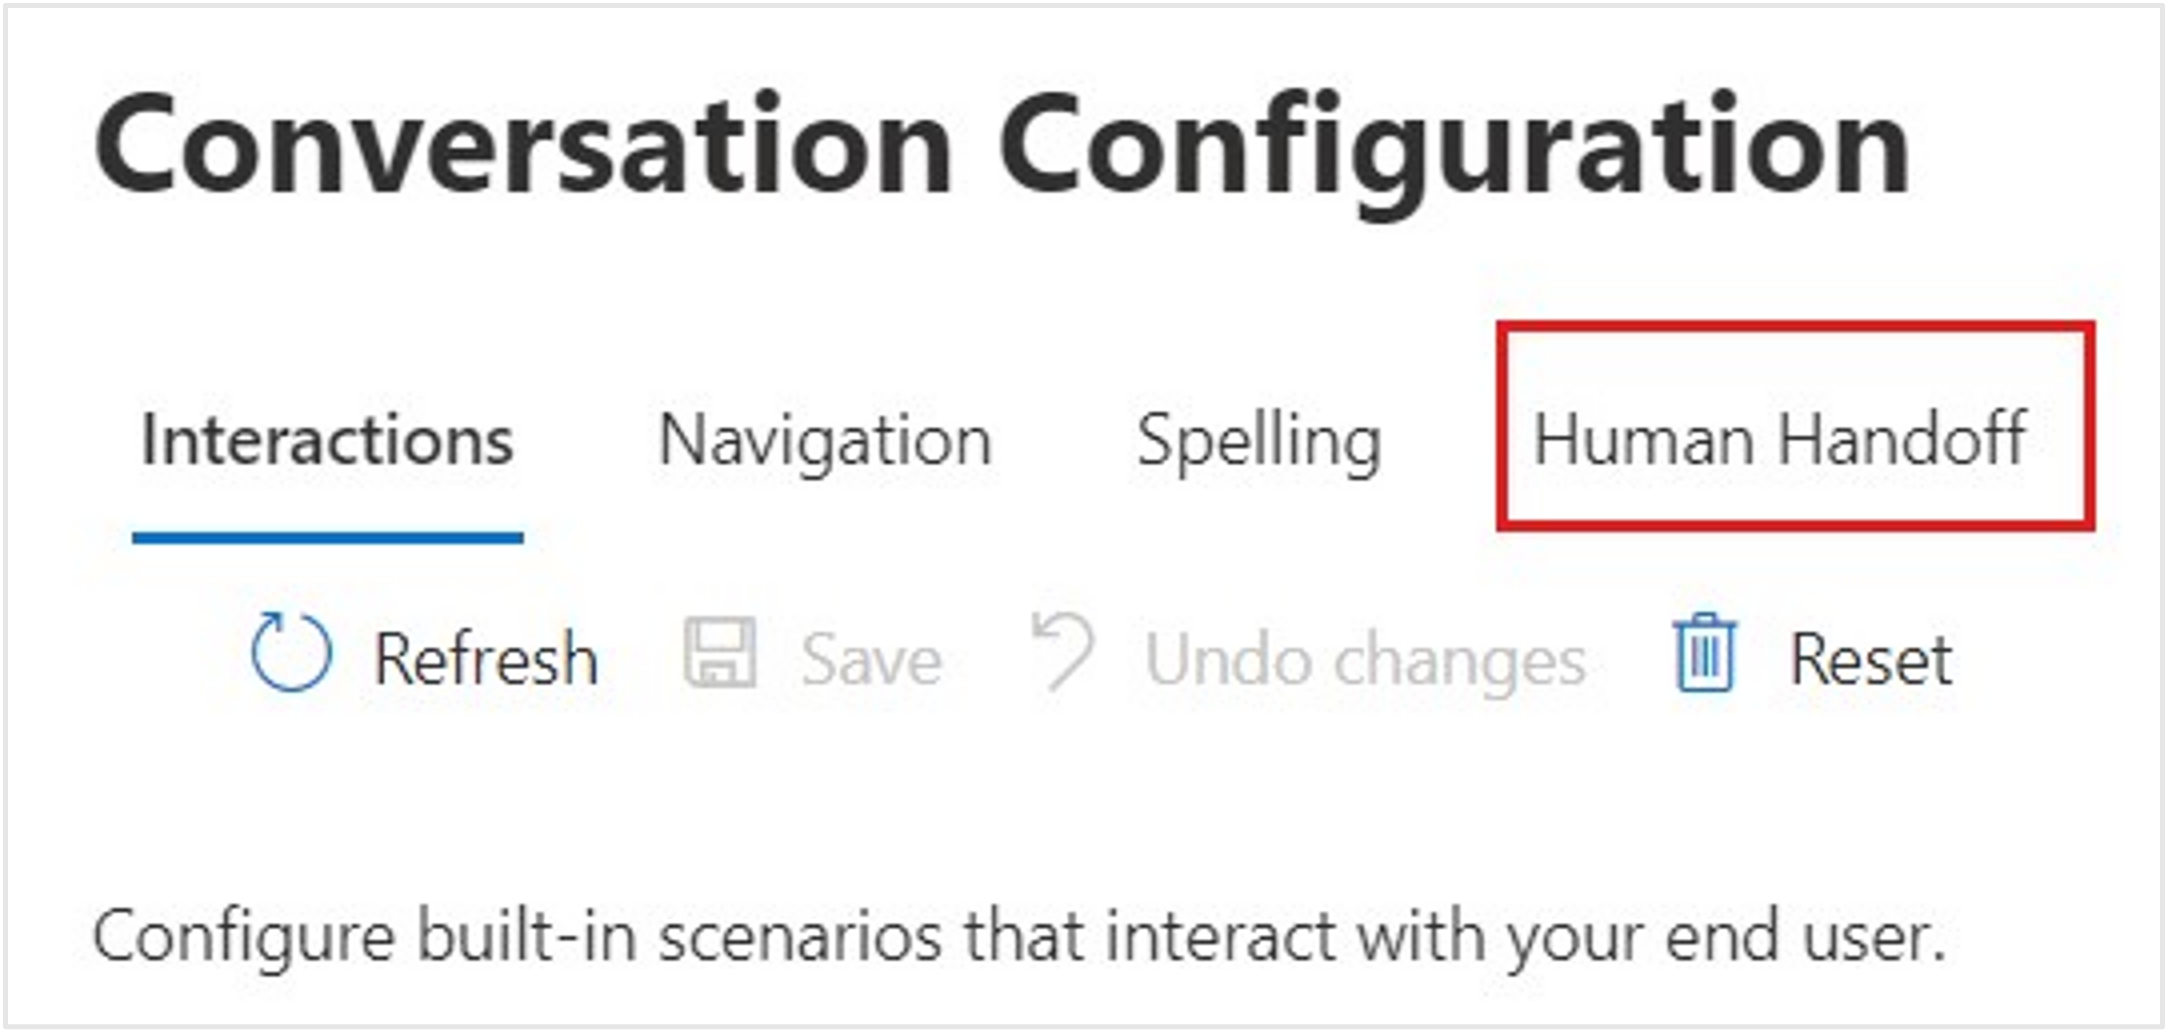 Conversation Configuration
Interactions Navigation Spelling Human Handoff
Refresh Save Undo changes Reset
Configure built-in scenarios that interact with your end user.